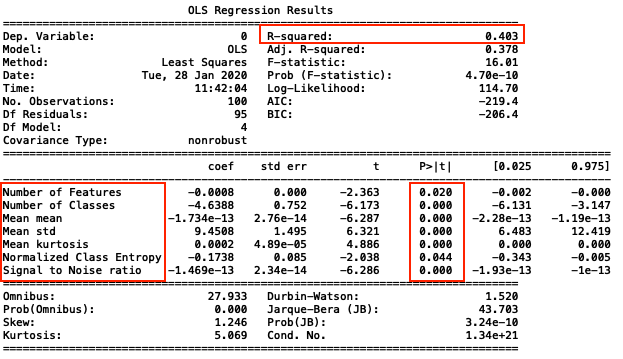 OLS Regression Results
==============================================================================
Dep. Variable: 0 R-squared: 0.403
Model: OLS Adj. R-squared: 0.378
Method: Least Squares F-statistic: 16.01
Date: Tue, 28 Jan 2020 Prob (F-statistic): 4.70e-10
Time: 11:42:04 Log-Likelihood: 114.70
No. Observations: 100 AIC: -219.4
Df Residuals: 95 BIC: -206.4
Df Model: 4
Covariance Type: nonrobust
============================================================================================
coef std err t P>|t| [0.025 0.975]
--------------------------------------------------------------------------------------------
Number of Features -0.0008 0.000 -2.363 0.020 -0.002 -0.000
Number of Classes -4.6388 0.752 -6.173 0.000 -6.131 -3.147
Mean mean -1.734e-13 2.76e-14 -6.287 0.000 -2.28e-13 -1.19e-13
Mean std 9.4508 1.495 6.321 0.000 6.483 12.419
Mean kurtosis 0.0002 4.89e-05 4.886 0.000 0.000 0.000
Normalized Class Entropy -0.1738 0.085 -2.038 0.044 -0.343 -0.005
Signal to Noise ratio -1.469e-13 2.34e-14 -6.286 0.000 -1.93e-13 -1e-13
==============================================================================
Omnibus: 27.933 Durbin-Watson: 1.520
Prob(Omnibus): 0.000 Jarque-Bera (JB): 43.703
Skew: 1.246 Prob(JB): 3.24e-10
Kurtosis: 5.069 Cond. No. 1.34e+21
==============================================================================